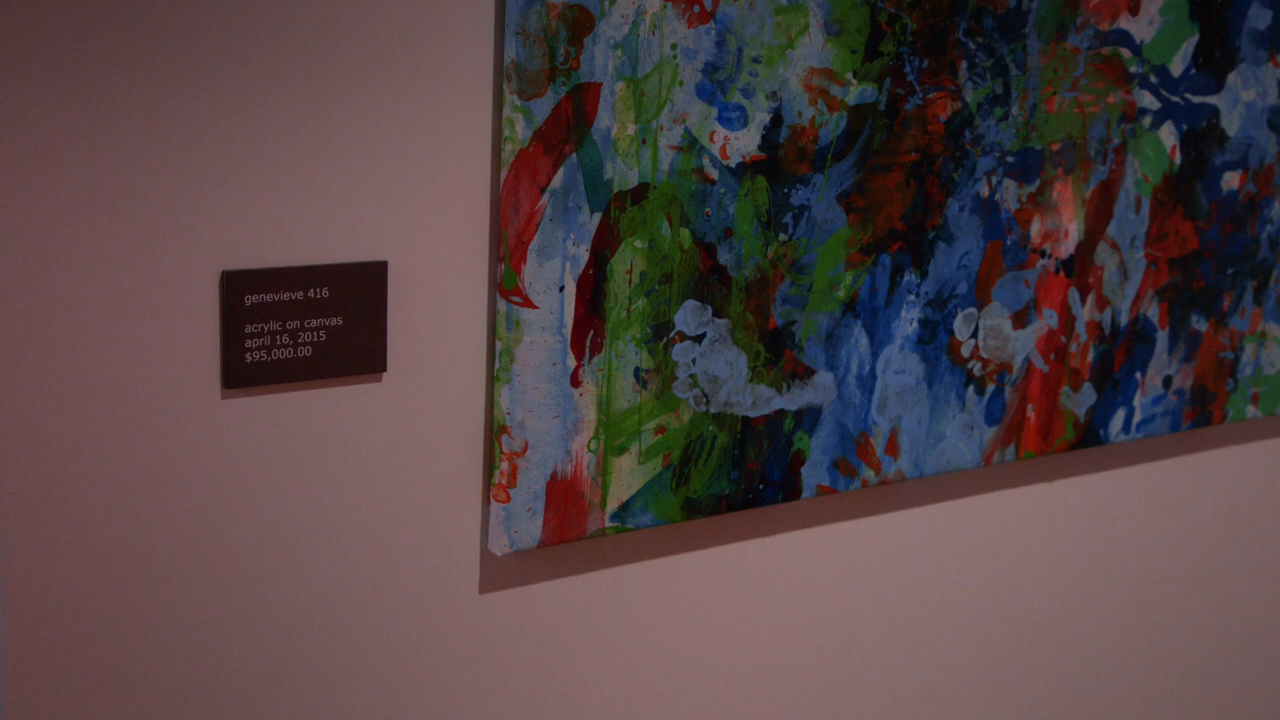 genevieve 416
acrylic on canvas
april 16, 2015
$95,000.00